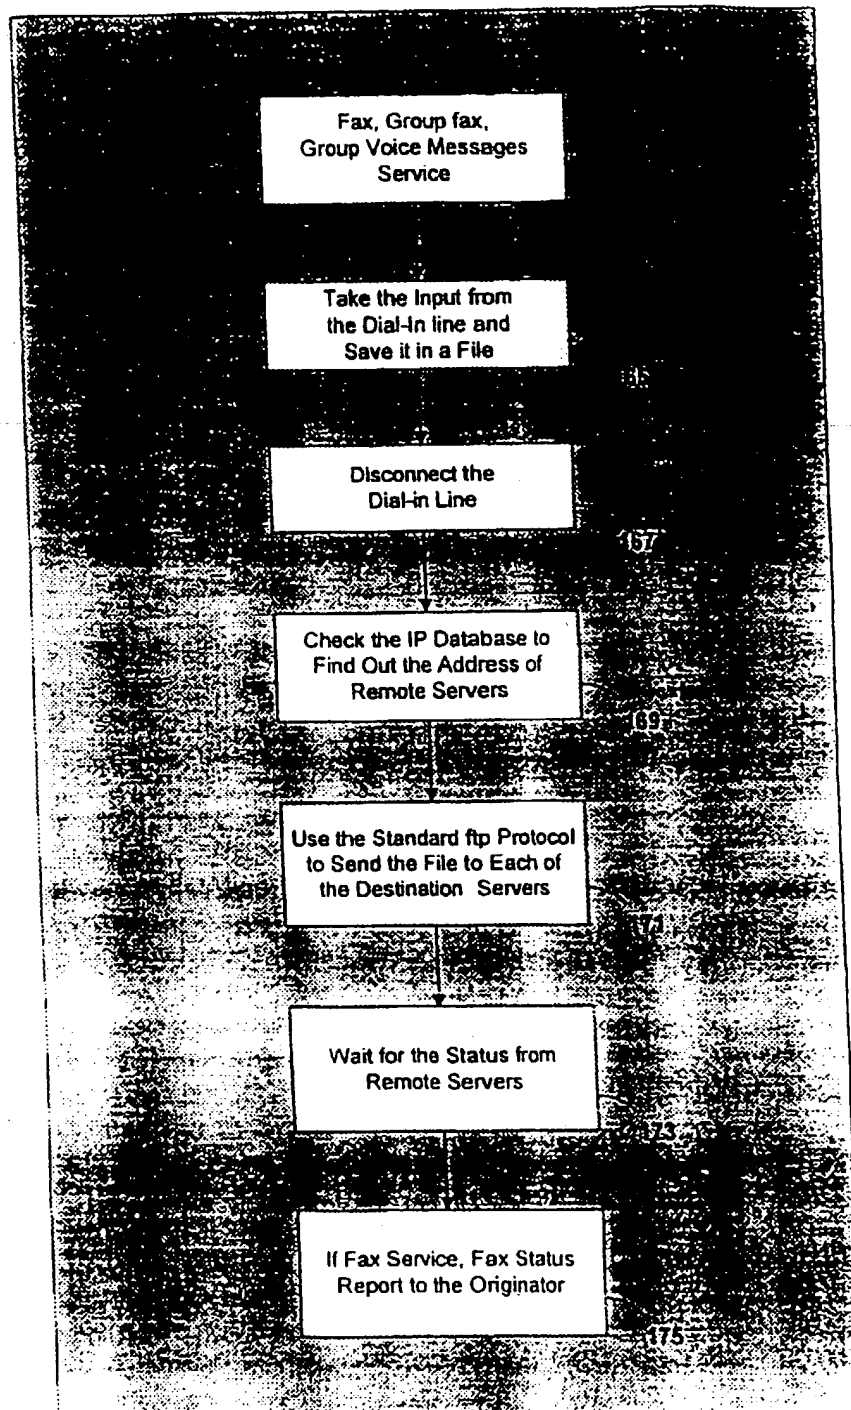 Fax, Group fax,
Group Voice Messages
Service
Take the Input from
the Dial-In line and
Save it in a File
Disconnect the
Dial-in Line
167
Check the IP Database to
Find Out the Address of
Remote Servers
169
Use the Standard ftp Protocol
to Send the File to Each of
the Destination Servers
Wait for the Status from
Remote Servers
If Fax Service, Fax Status
Report to the Originator
175